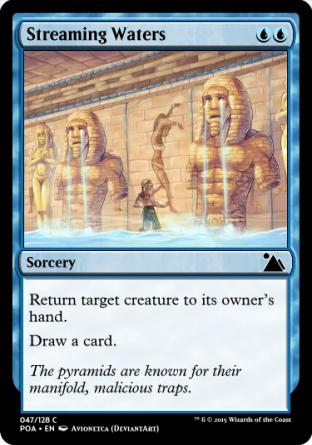 Streaming Waters
Sorcery
Return target creature to its owner's
hand.
Draw a card.
The pyramids are known for their
manifold, malicious traps.
047/128 C
POA • EN Avionetca (DeviantArt)
™ & © 2015 Wizards of the Coast